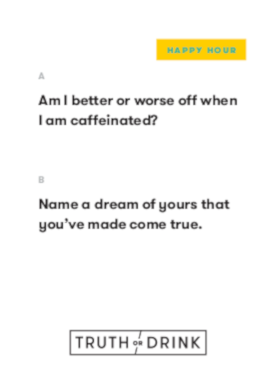 HAPPY HOUR
A
Am I better or worse off when
I am caffeinated?
B
Name a dream of yours that
you've made come true.
TRUTH OR DRINK